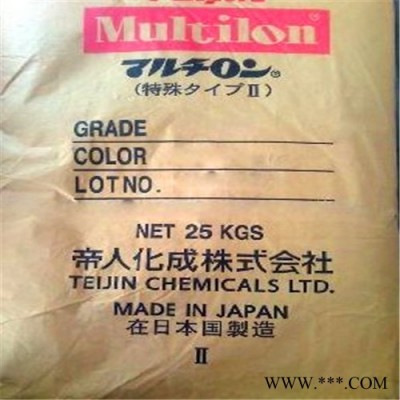 Multilon®
マルチロン®
(特殊タイプII)
GRADE
COLOR
LOT NO.
NET 25 KGS
帝人化成株式会社
TEIJIN CHEMICALS LTD.
MADE IN JAPAN
在日本国製造
II
WWW.***.COM